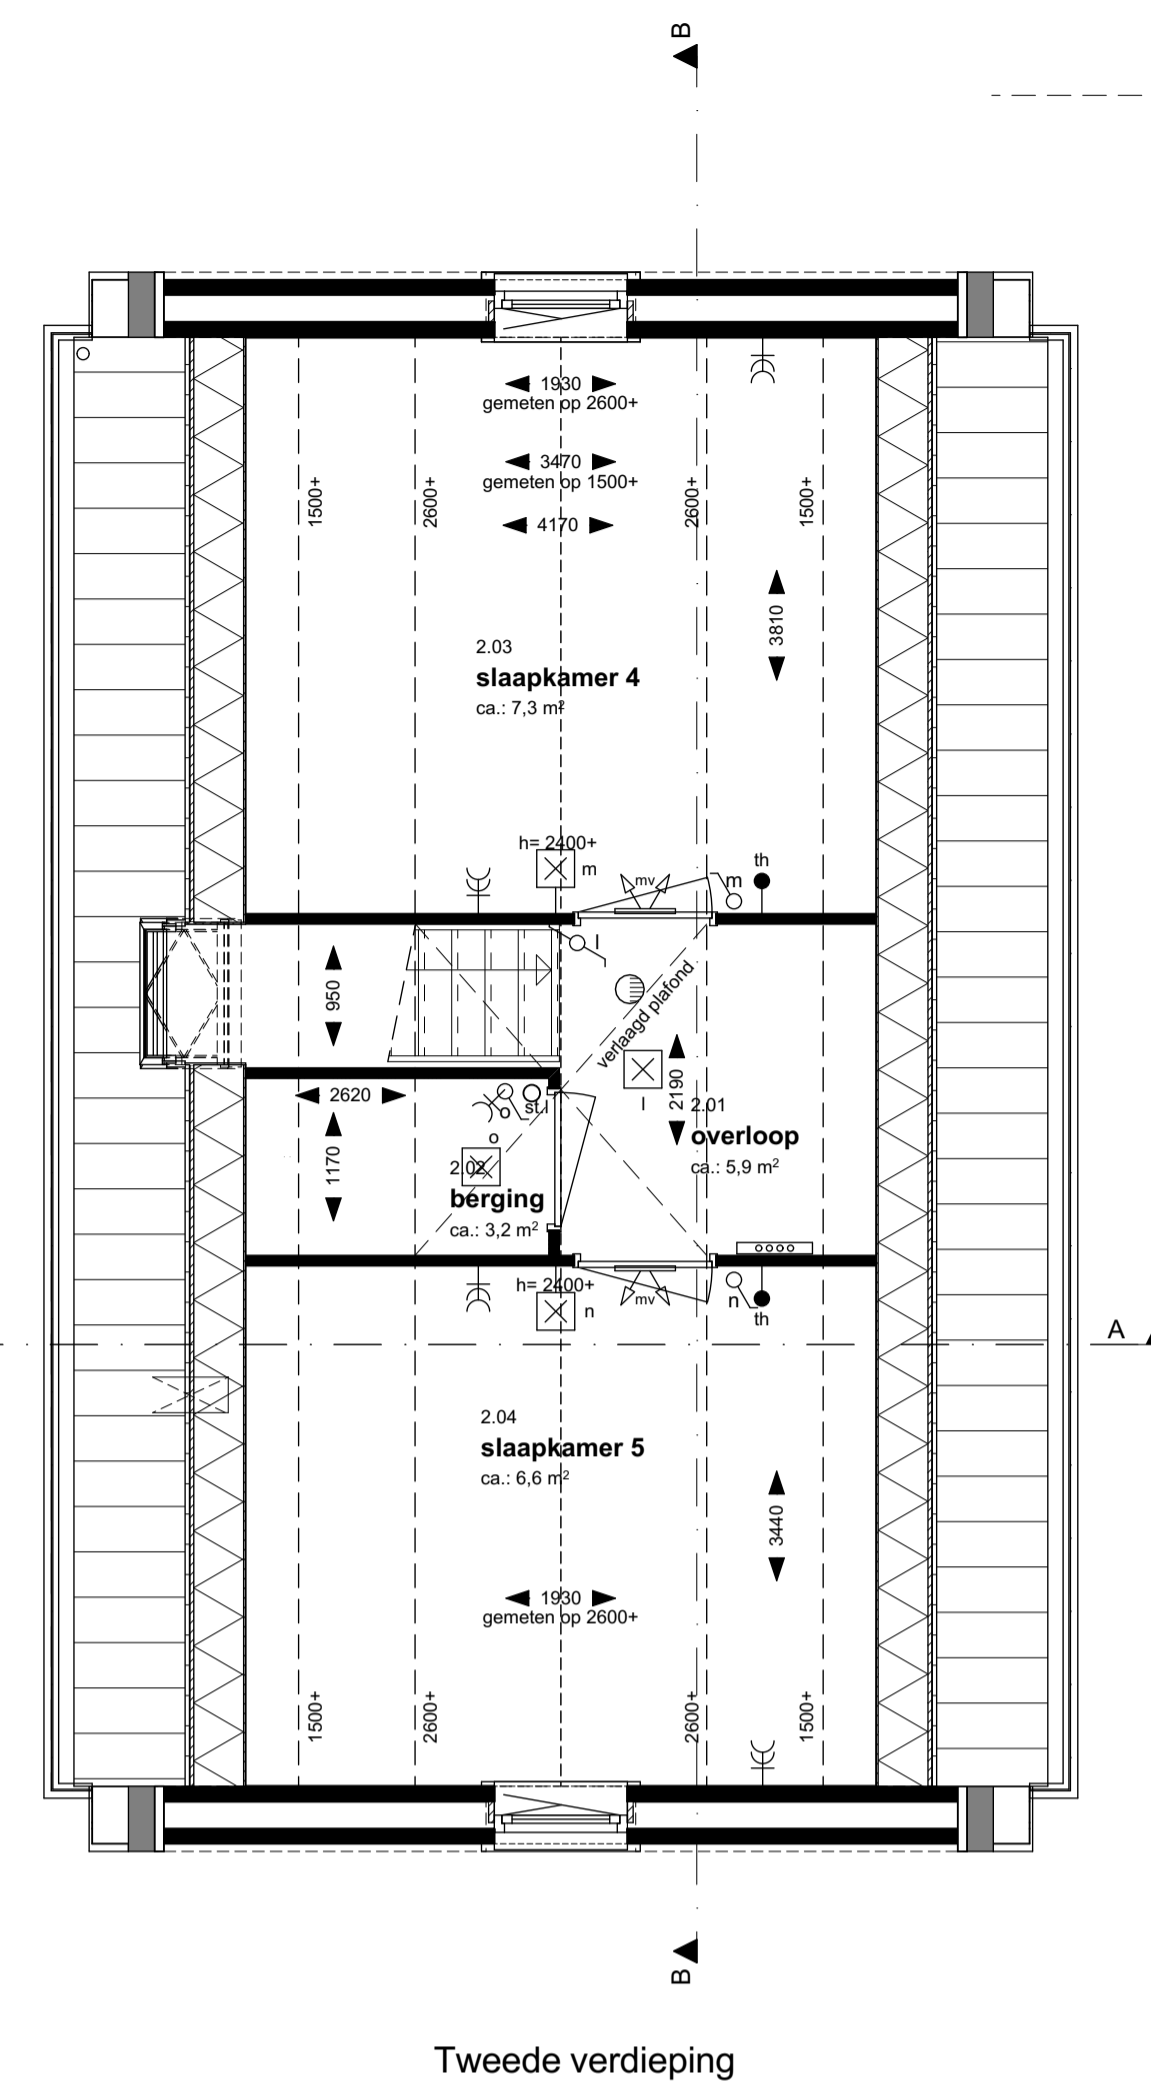 B
1930
gemeten op 2600+
3470
gemeten op 1500+
4170
1500+
2600+
2600+
1500+
3810
2.03
slaapkamer 4
ca.: 7,3 m²
h= 2400+
m
mv
m
th
l
verlaagd plafond
950
2620
1170
o
st.l
o
2.02
berging
ca.: 3,2 m²
l
2190
2.01
overloop
ca.: 5,9 m²
h= 2400+
n
mv
n
th
A
2.04
slaapkamer 5
ca.: 6,6 m²
3440
1930
gemeten op 2600+
1500+
2600+
2600+
1500+
B
Tweede verdieping